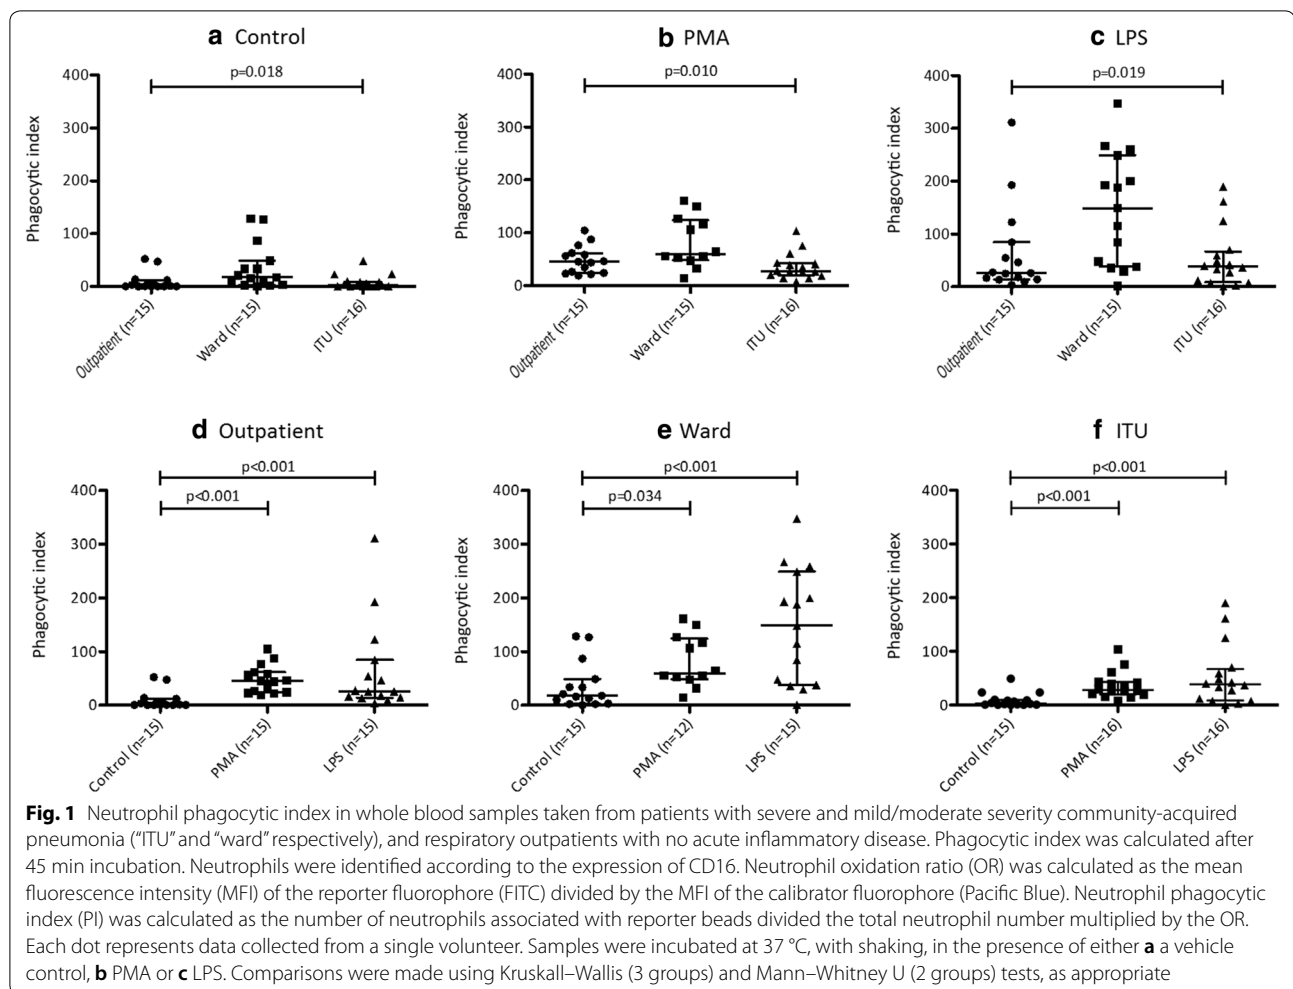 a Control
b PMA
c LPS
p=0.018
p=0.010
p=0.019
Phagocytic index
400
300
200
100
0
Outpatient (n=15)
Ward (n=15)
ITU (n=16)
Phagocytic index
400
300
200
100
0
Outpatient (n=15)
Ward (n=15)
ITU (n=16)
Phagocytic index
400
300
200
100
0
Outpatient (n=15)
Ward (n=15)
ITU (n=16)
d Outpatient
e Ward
f ITU
p<0.001
p<0.001
Phagocytic index
400
300
200
100
0
Control (n=15)
PMA (n=15)
LPS (n=15)
p<0.001
p=0.034
Phagocytic index
400
300
200
100
0
Control (n=15)
PMA (n=12)
LPS (n=15)
p<0.001
p<0.001
Phagocytic index
400
300
200
100
0
Control (n=15)
PMA (n=16)
LPS (n=16)
Fig. 1 Neutrophil phagocytic index in whole blood samples taken from patients with severe and mild/moderate severity community-acquired
pneumonia (“ITU” and “ward” respectively), and respiratory outpatients with no acute inflammatory disease. Phagocytic index was calculated after
45 min incubation. Neutrophils were identified according to the expression of CD16. Neutrophil oxidation ratio (OR) was calculated as the mean
fluorescence intensity (MFI) of the reporter fluorophore (FITC) divided by the MFI of the calibrator fluorophore (Pacific Blue). Neutrophil phagocytic
index (PI) was calculated as the number of neutrophils associated with reporter beads divided the total neutrophil number multiplied by the OR.
Each dot represents data collected from a single volunteer. Samples were incubated at 37 °C, with shaking, in the presence of either a a vehicle
control, b PMA or c LPS. Comparisons were made using Kruskall–Wallis (3 groups) and Mann–Whitney U (2 groups) tests, as appropriate